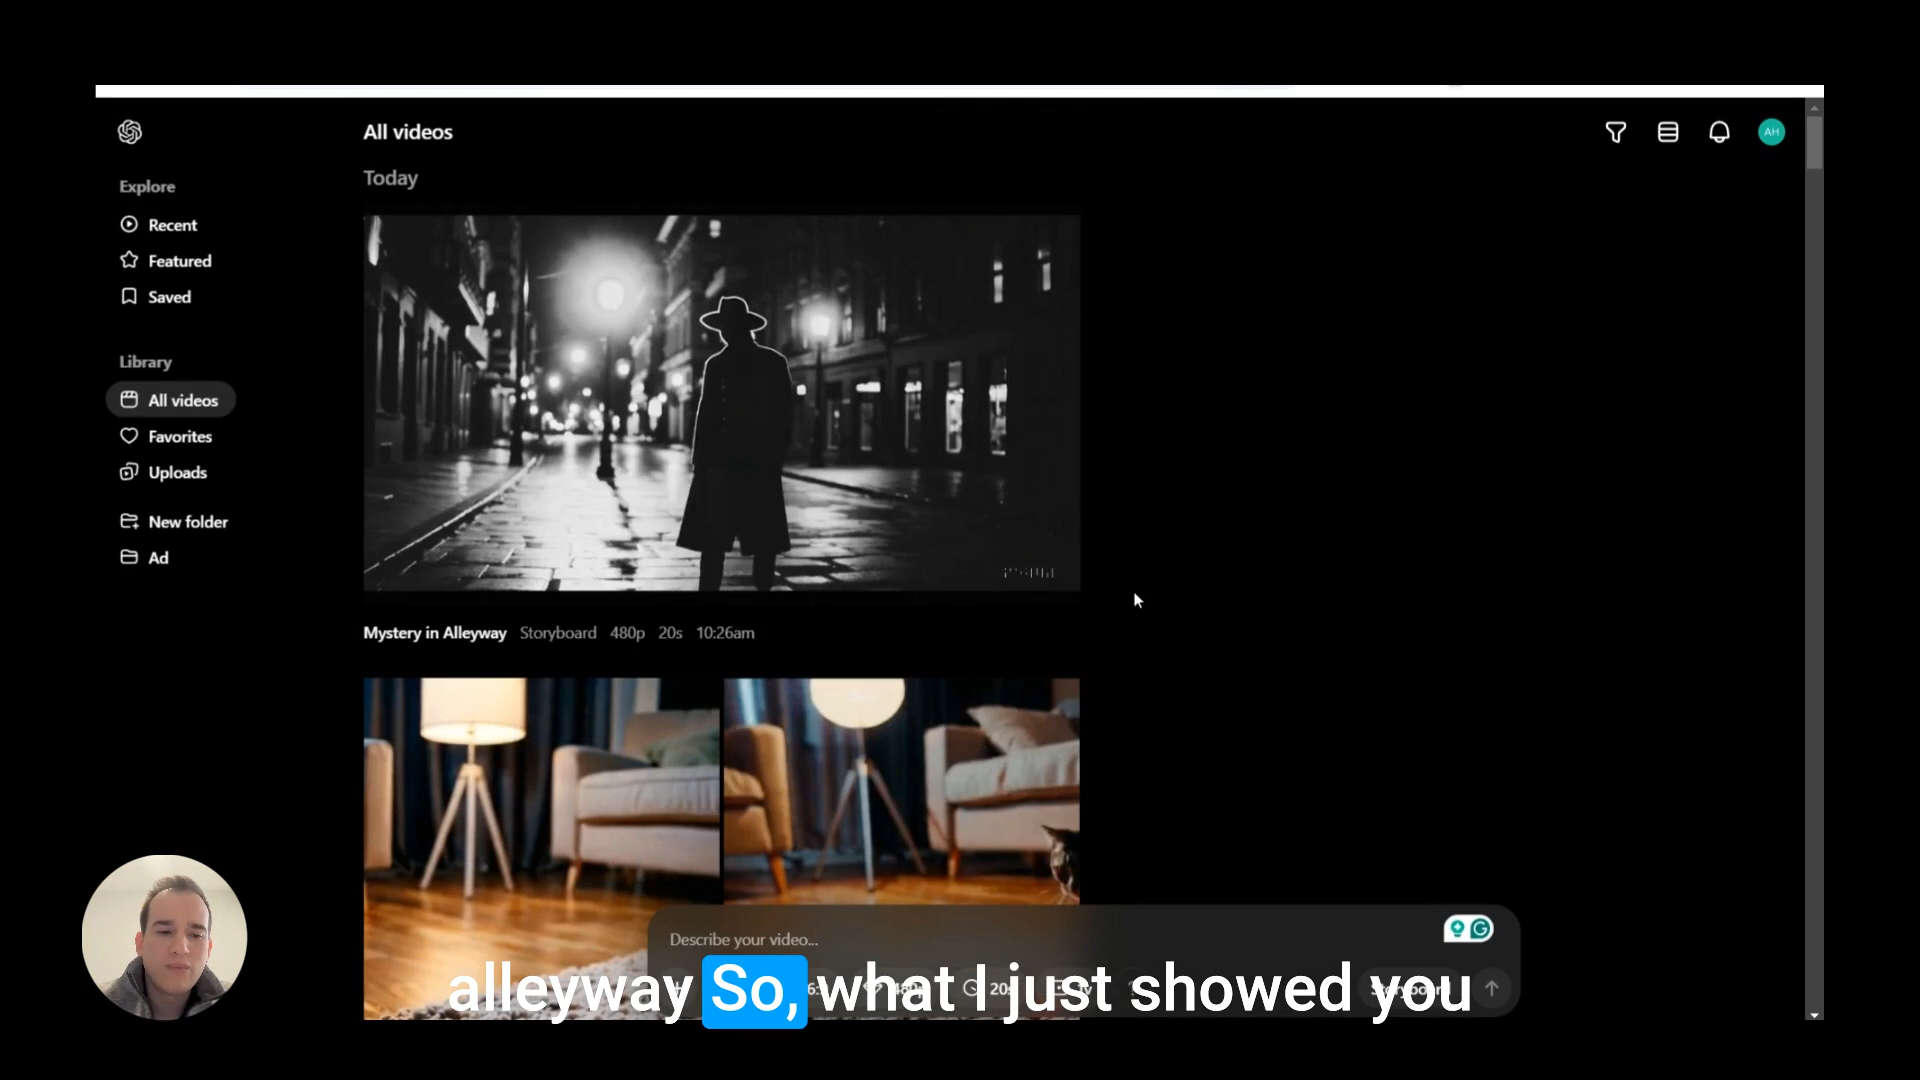 All videos
AH
Today
Explore
Recent
Featured
Saved
Library
All videos
Favorites
Uploads
New folder
Ad
Mystery in Alleyway Storyboard 480p 20s 10:26am
Describe your video...
alleyway So, what I just showed you